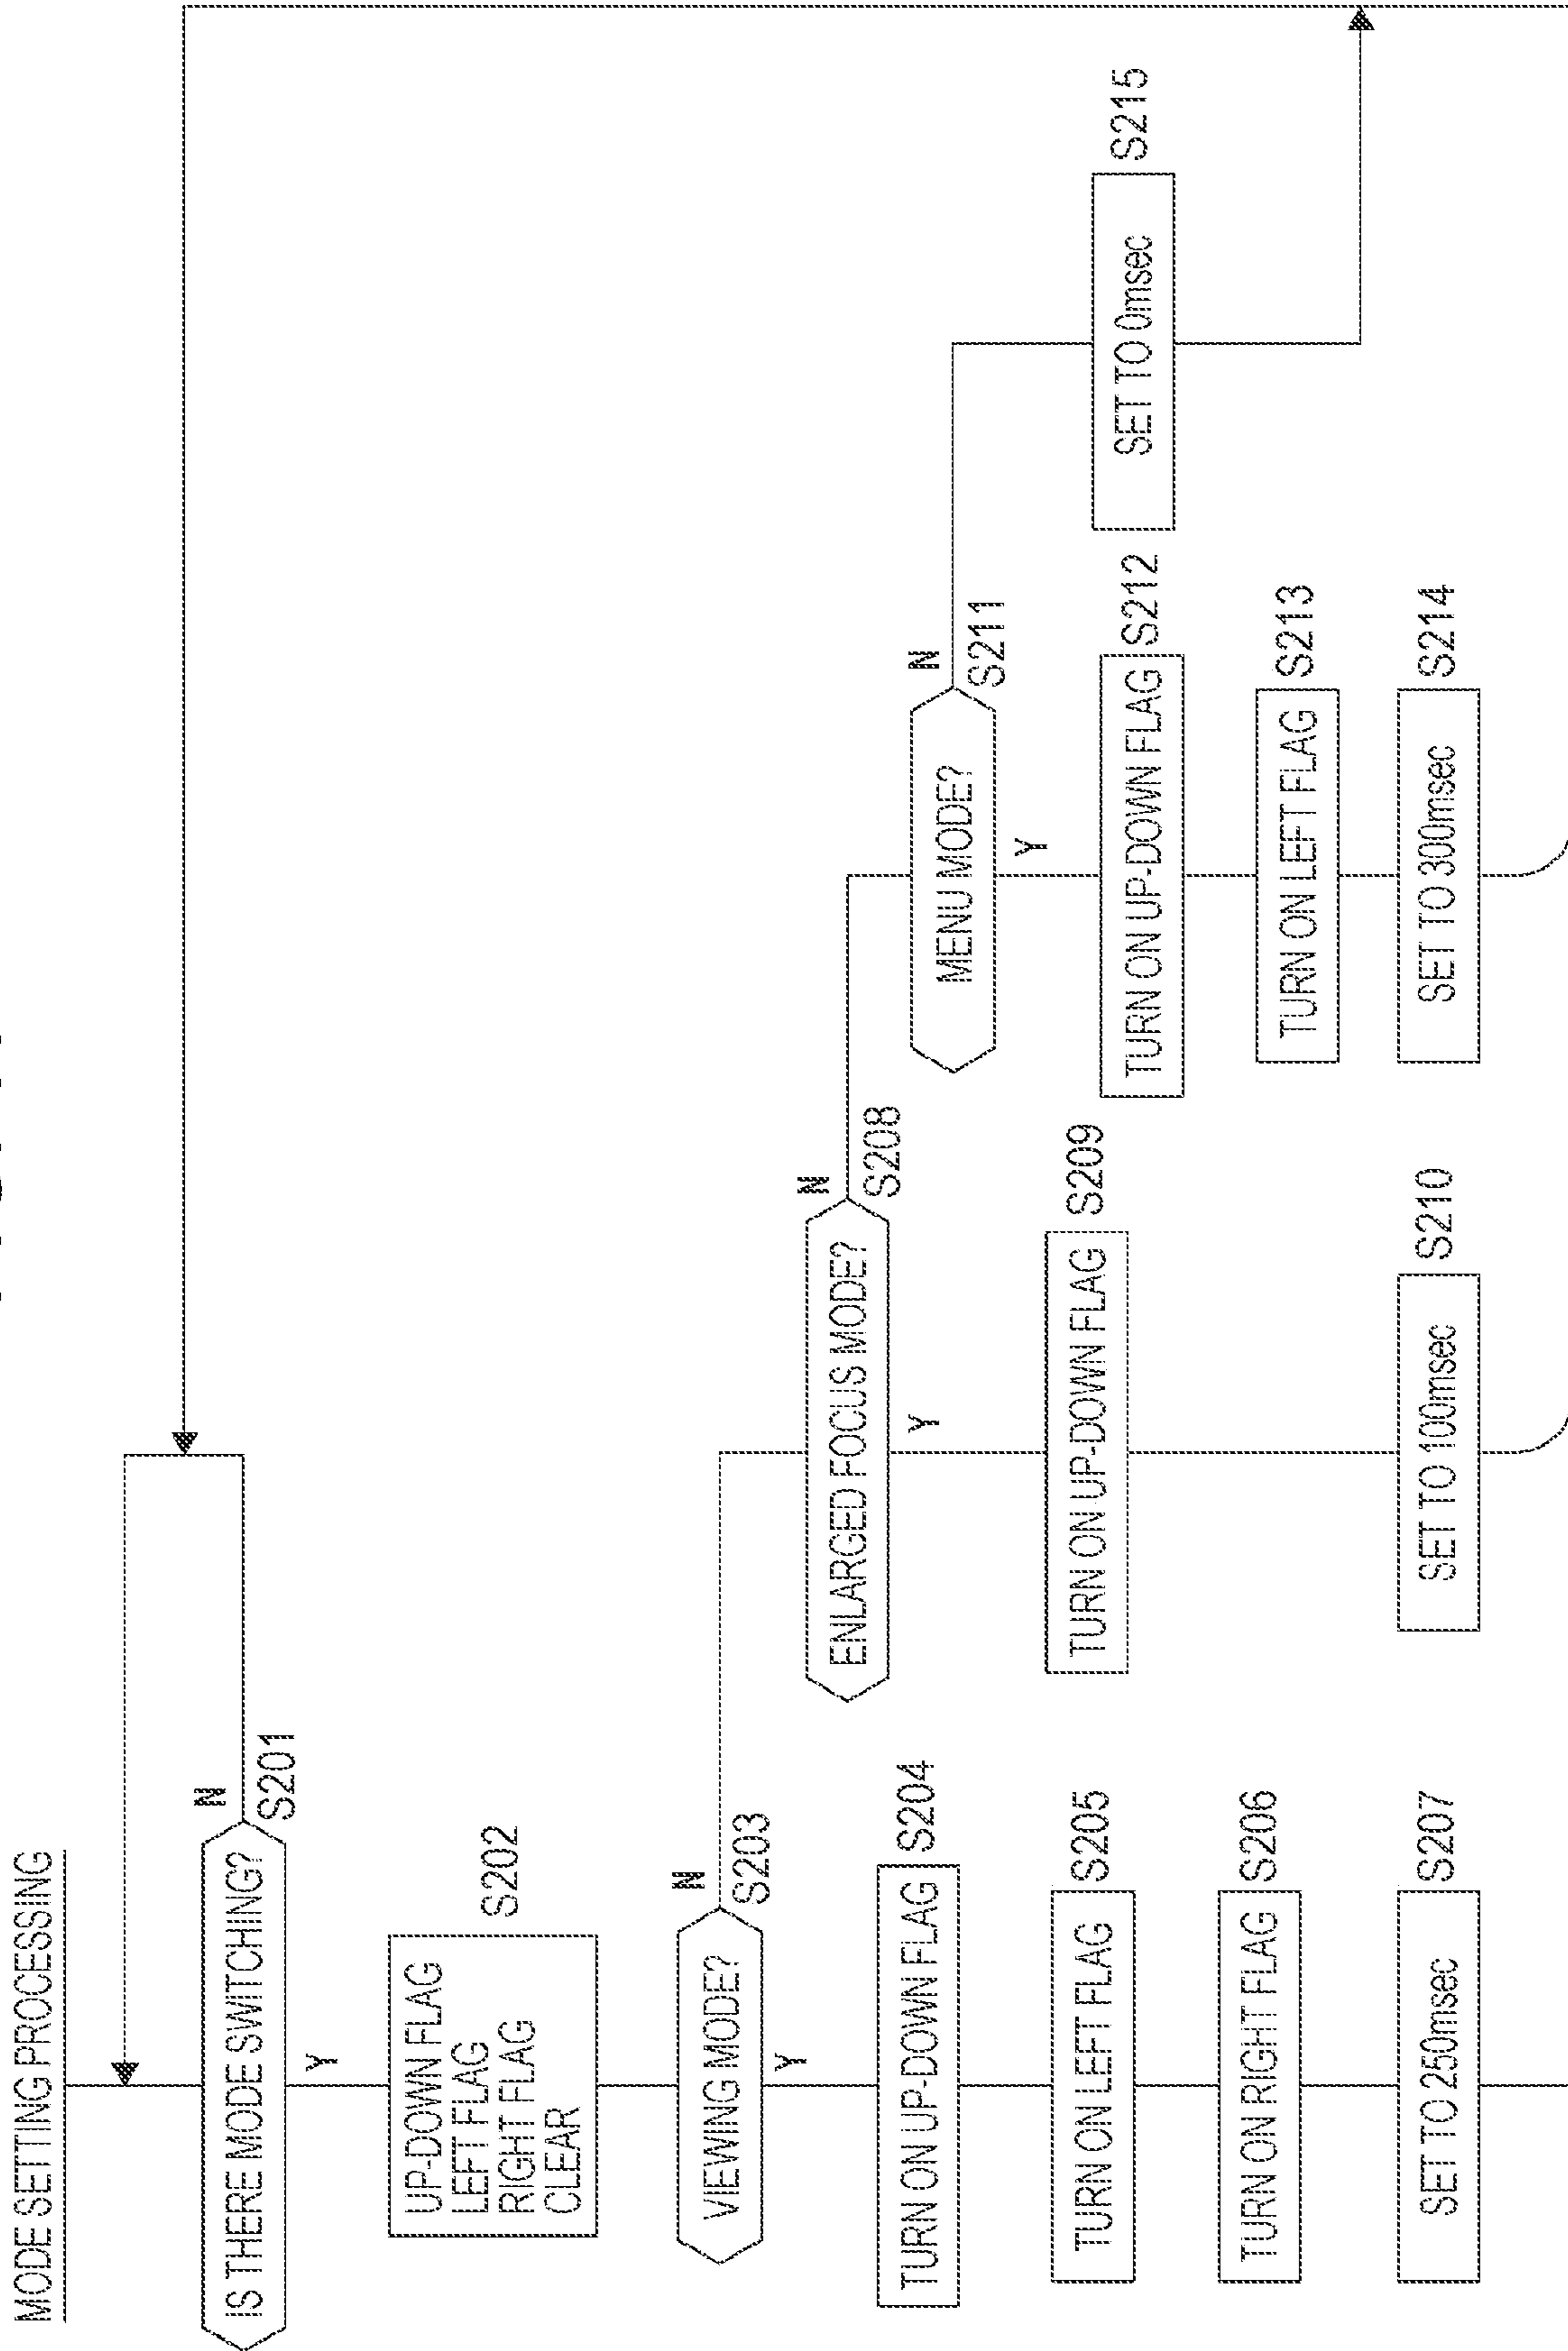 MODE SETTING PROCESSING
IS THERE MODE SWITCHING?
N
S201
Y
UP-DOWN FLAG
LEFT FLAG
RIGHT FLAG
CLEAR
S202
VIEWING MODE?
N
S203
Y
TURN ON UP-DOWN FLAG
S204
TURN ON LEFT FLAG
S205
TURN ON RIGHT FLAG
S206
SET TO 250msec
S207
ENLARGED FOCUS MODE?
N
S208
Y
TURN ON UP-DOWN FLAG
S209
SET TO 100msec
S210
MENU MODE?
N
S211
Y
TURN ON UP-DOWN FLAG
S212
TURN ON LEFT FLAG
S213
SET TO 300msec
S214
SET TO 0msec
S215